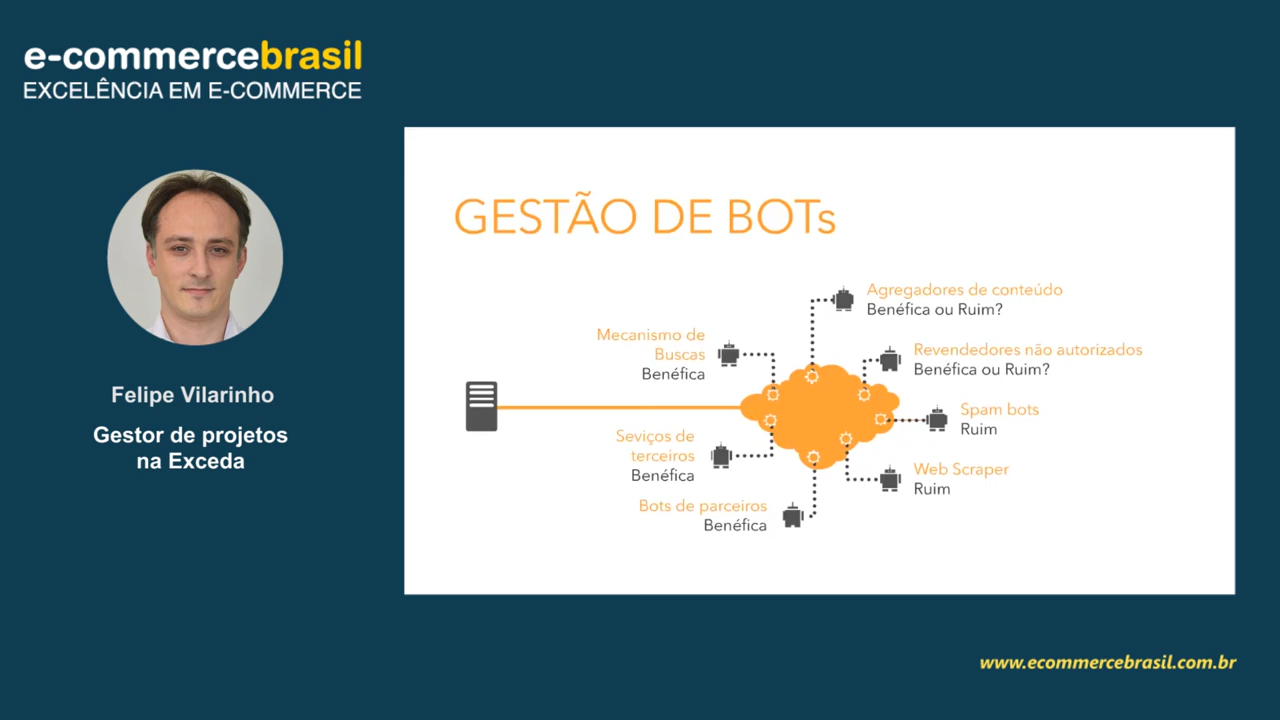 e-commercebrasil
EXCELÊNCIA EM E-COMMERCE
Felipe Vilarinho
Gestor de projetos
na Exceda
GESTÃO DE BOTs
Agregadores de conteúdo
Benéfica ou Ruim?
Mecanismo de
Buscas
Benéfica
Revendedores não autorizados
Benéfica ou Ruim?
Spam bots
Ruim
Seviços de
terceiros
Benéfica
Web Scraper
Ruim
Bots de parceiros
Benéfica
www.ecommercebrasil.com.br